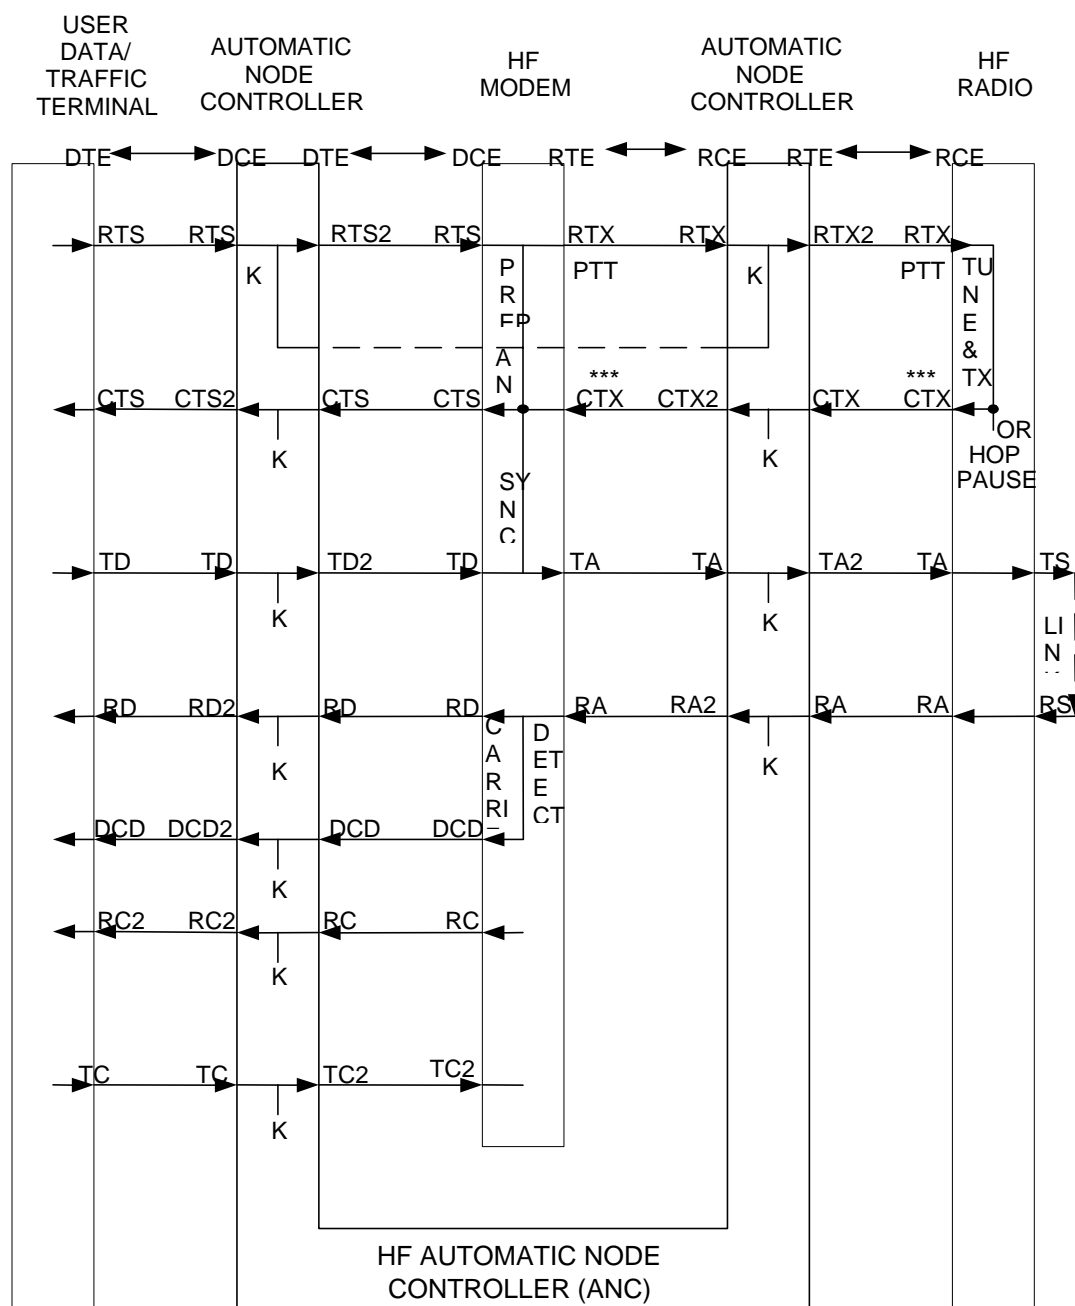 USER
DATA/
TRAFFIC
TERMINAL
AUTOMATIC
NODE
CONTROLLER
HF
MODEM
AUTOMATIC
NODE
CONTROLLER
HF
RADIO
DTE DCE DTE DCE RTE RCE RTE RCE
RTS RTS RTS2 RTS RTX RTX RTX2 RTX
K PTT K PTT
P
R
EP
AN
SY
N
C
TU
N
E
&
TX
*** ***
CTS CTS2 CTS CTS CTX CTX2 CTX CTX
K K
OR
HOP
PAUSE
TD TD TD2 TD TA TA TA2 TA TS
K K
LI
N
RD RD2 RD RD RA RA2 RA RA RS
K K
C
A
R
RI
D
ET
E
CT
DCD DCD2 DCD DCD
K
RC2 RC2 RC RC
K
TC TC TC2 TC2
K
HF AUTOMATIC NODE
CONTROLLER (ANC)